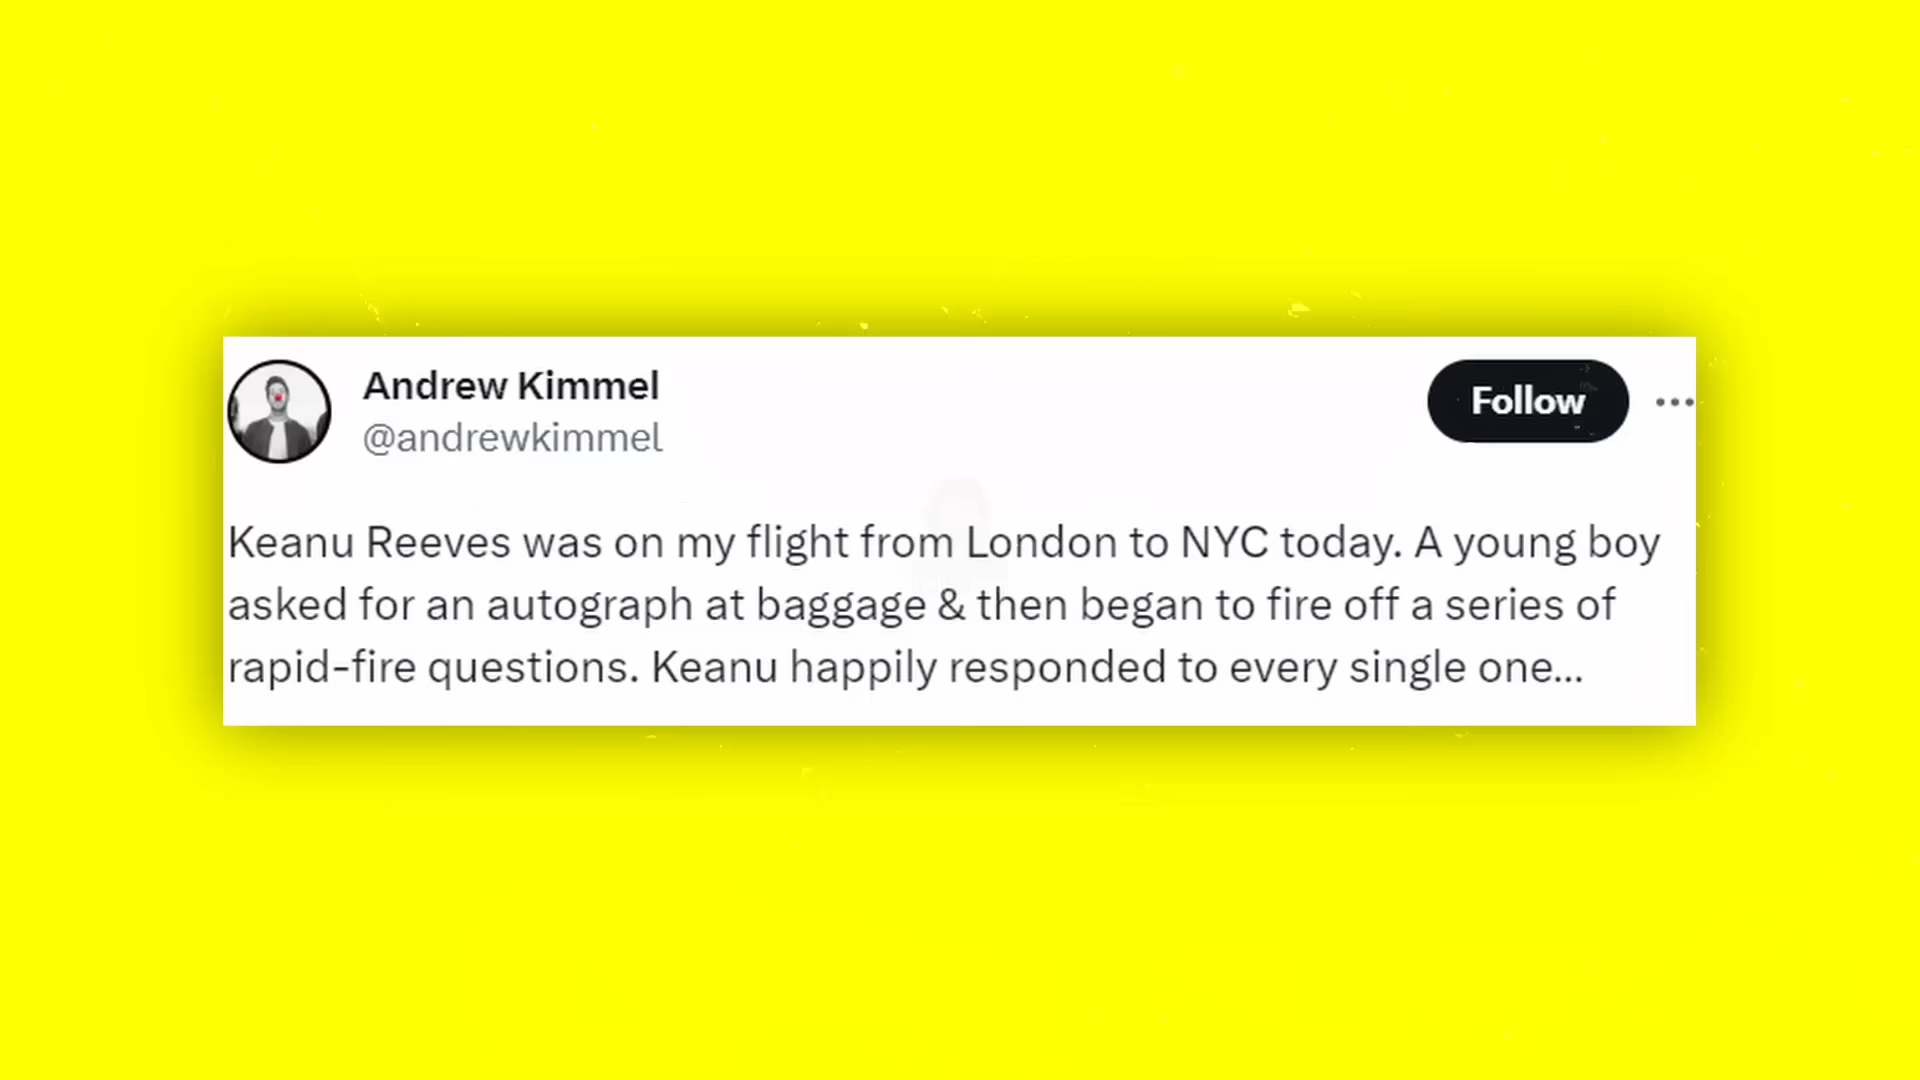 Andrew Kimmel
@andrewkimmel
Follow
Keanu Reeves was on my flight from London to NYC today. A young boy
asked for an autograph at baggage & then began to fire off a series of
rapid-fire questions. Keanu happily responded to every single one...